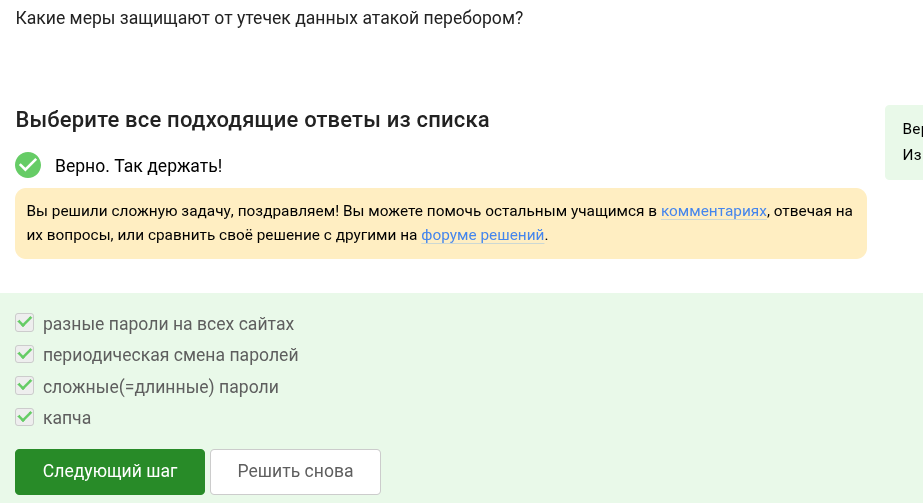 Какие меры защищают от утечек данных атакой перебором?
Выберите все подходящие ответы из списка
Верно. Так держать!
Вы решили сложную задачу, поздравляем! Вы можете помочь остальным учащимся в комментариях, отвечая на
их вопросы, или сравнить своё решение с другими на форуме решений.
Из
разные пароли на всех сайтах
периодическая смена паролей
сложные(=длинные) пароли
капча
Следующий шаг
Решить снова